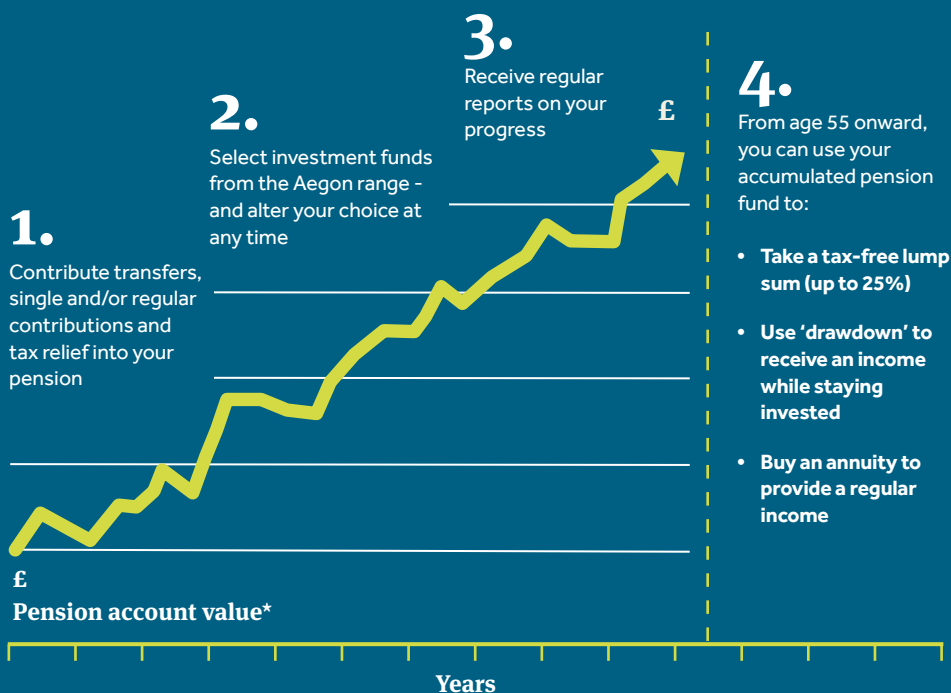 1.
Contribute transfers,
single and/or regular
contributions and
tax relief into your
pension
2.
Select investment funds
from the Aegon range -
and alter your choice at
any time
3.
Receive regular
reports on your
progress
£
4.
From age 55 onward,
you can use your
accumulated pension
fund to:
• Take a tax-free lump
sum (up to 25%)
• Use ‘drawdown’ to
receive an income
while staying
invested
• Buy an annuity to
provide a regular
income
£
Pension account value*
Years